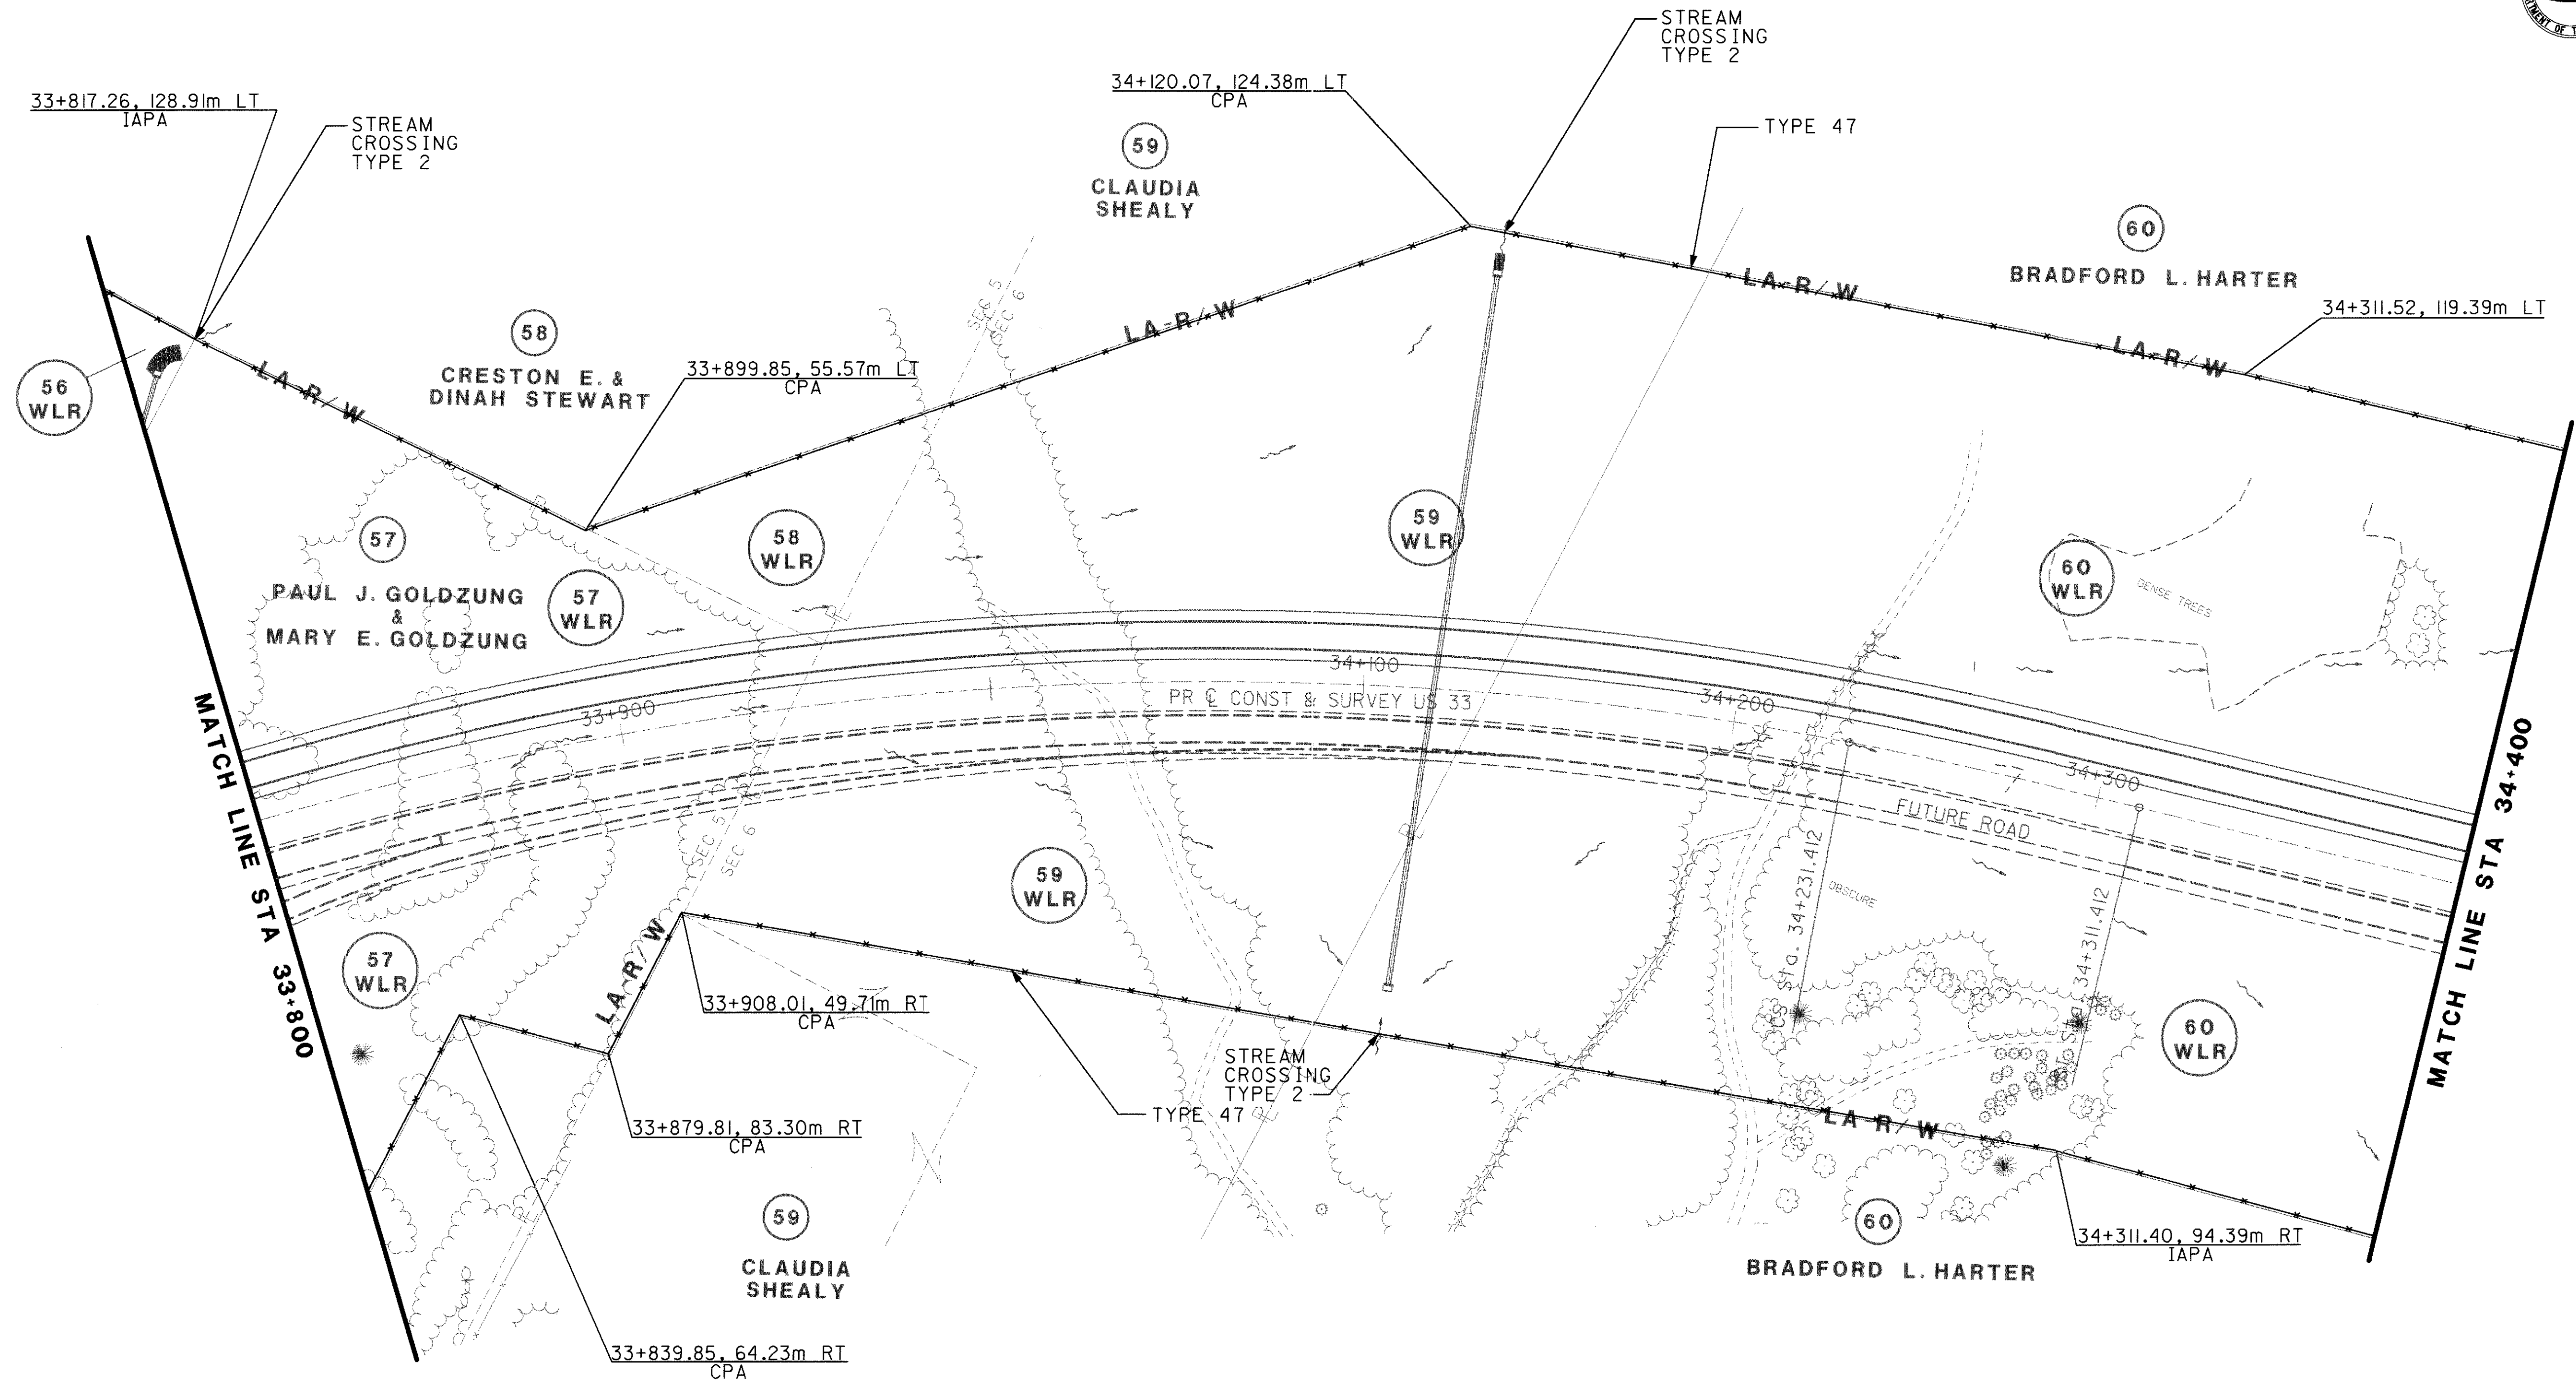 RTMENT OF T
STREAM
CROSSING
TYPE 2
33+817.26, 128.91m LT
IAPA
STREAM
CROSSING
TYPE 2
34+120.07, 124.38m LT
CPA
TYPE 47
59
CLAUDIA
SHEALY
60
BRADFORD L. HARTER
34+311.52, 119.39m LT
LA-R/W
LA-R/W
LA-R/W
LA-R/W
SEC 5
SEC 6
58
CRESTON E. &
DINAH STEWART
33+899.85, 55.57m LT
CPA
56
WLR
57
PAUL J. GOLDZUNG
&
MARY E. GOLDZUNG
57
WLR
58
WLR
59
WLR
60
WLR
DENSE TREES
33+900
34+100
34+200
34+300
PR ℄ CONST & SURVEY US 33
FUTURE ROAD
MATCH LINE STA 33+800
MATCH LINE STA 34+400
SEC 5
SEC 6
OBSCURE
CS Sta. 34+231.412
ST Sta. 34+311.412
57
WLR
59
WLR
60
WLR
LA-R/W
33+908.01, 49.71m RT
CPA
STREAM
CROSSING
TYPE 2
TYPE 47
33+879.81, 83.30m RT
CPA
LA-R/W
59
CLAUDIA
SHEALY
60
BRADFORD L. HARTER
34+311.40, 94.39m RT
IAPA
33+839.85, 64.23m RT
CPA